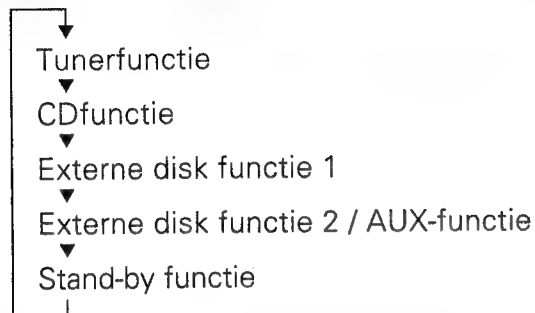 Tunerfunctie
CDfunctie
Externe disk functie 1
Externe disk functie 2 / AUX-functie
Stand-by functie